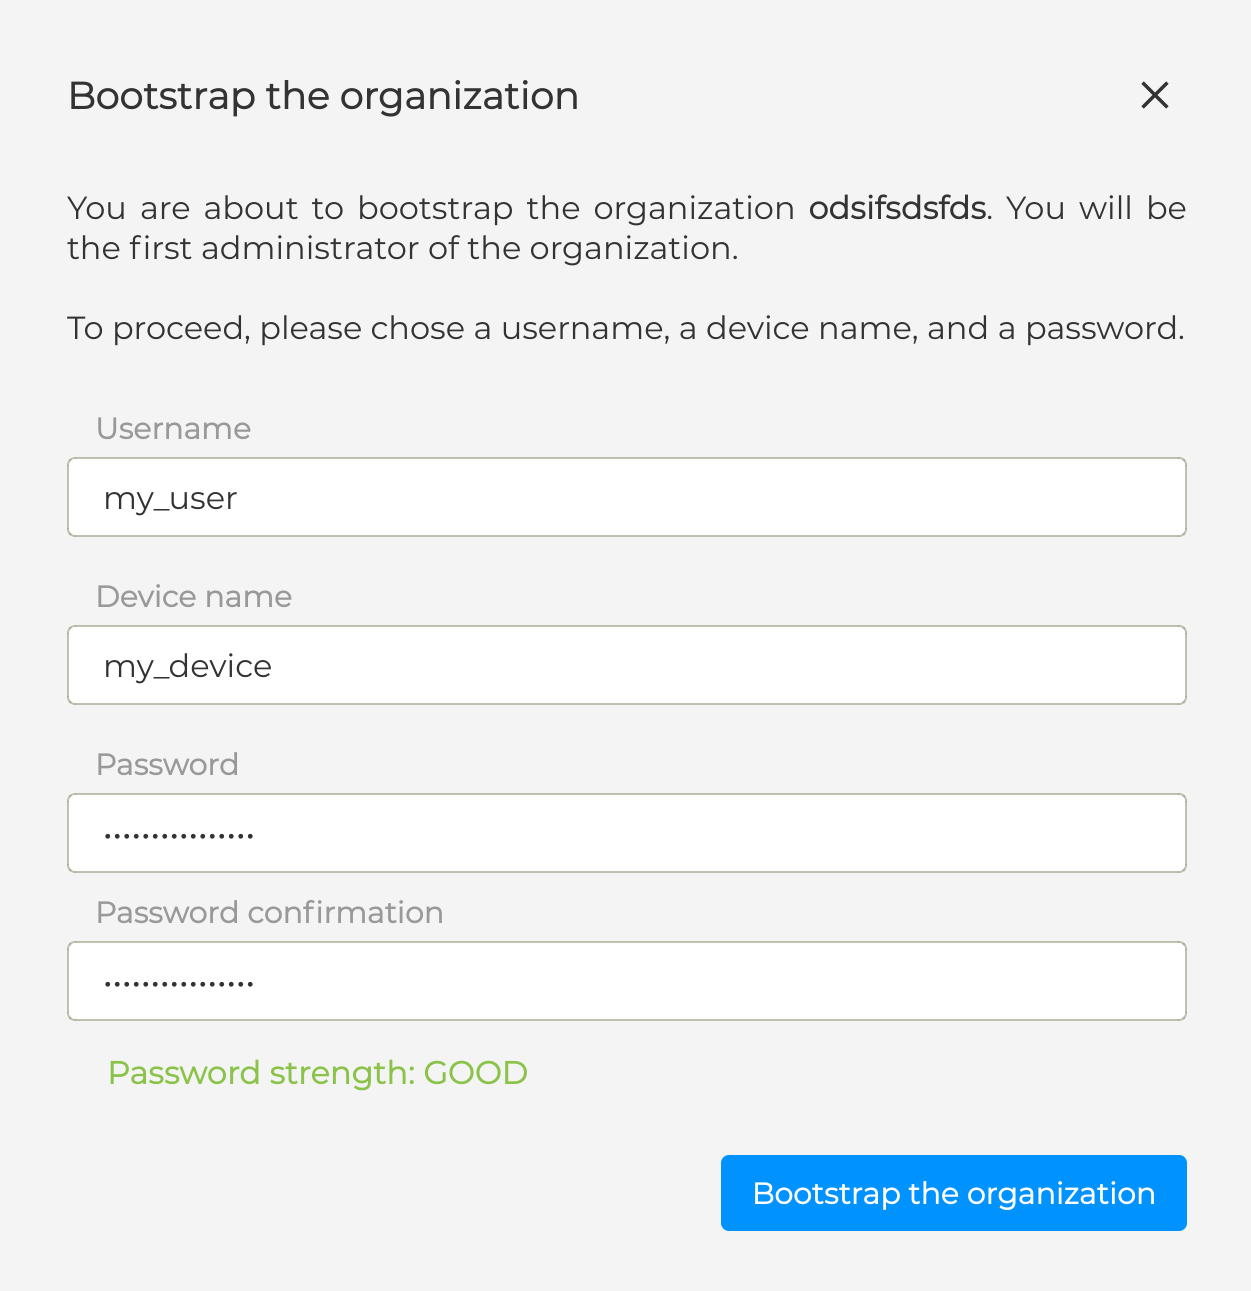 Bootstrap the organization
You are about to bootstrap the organization odsifsdsfds. You will be
the first administrator of the organization.
To proceed, please chose a username, a device name, and a password.
Username
my_user
Device name
my_device
Password
••••••••••••••••
Password confirmation
••••••••••••••••
Password strength: GOOD
Bootstrap the organization